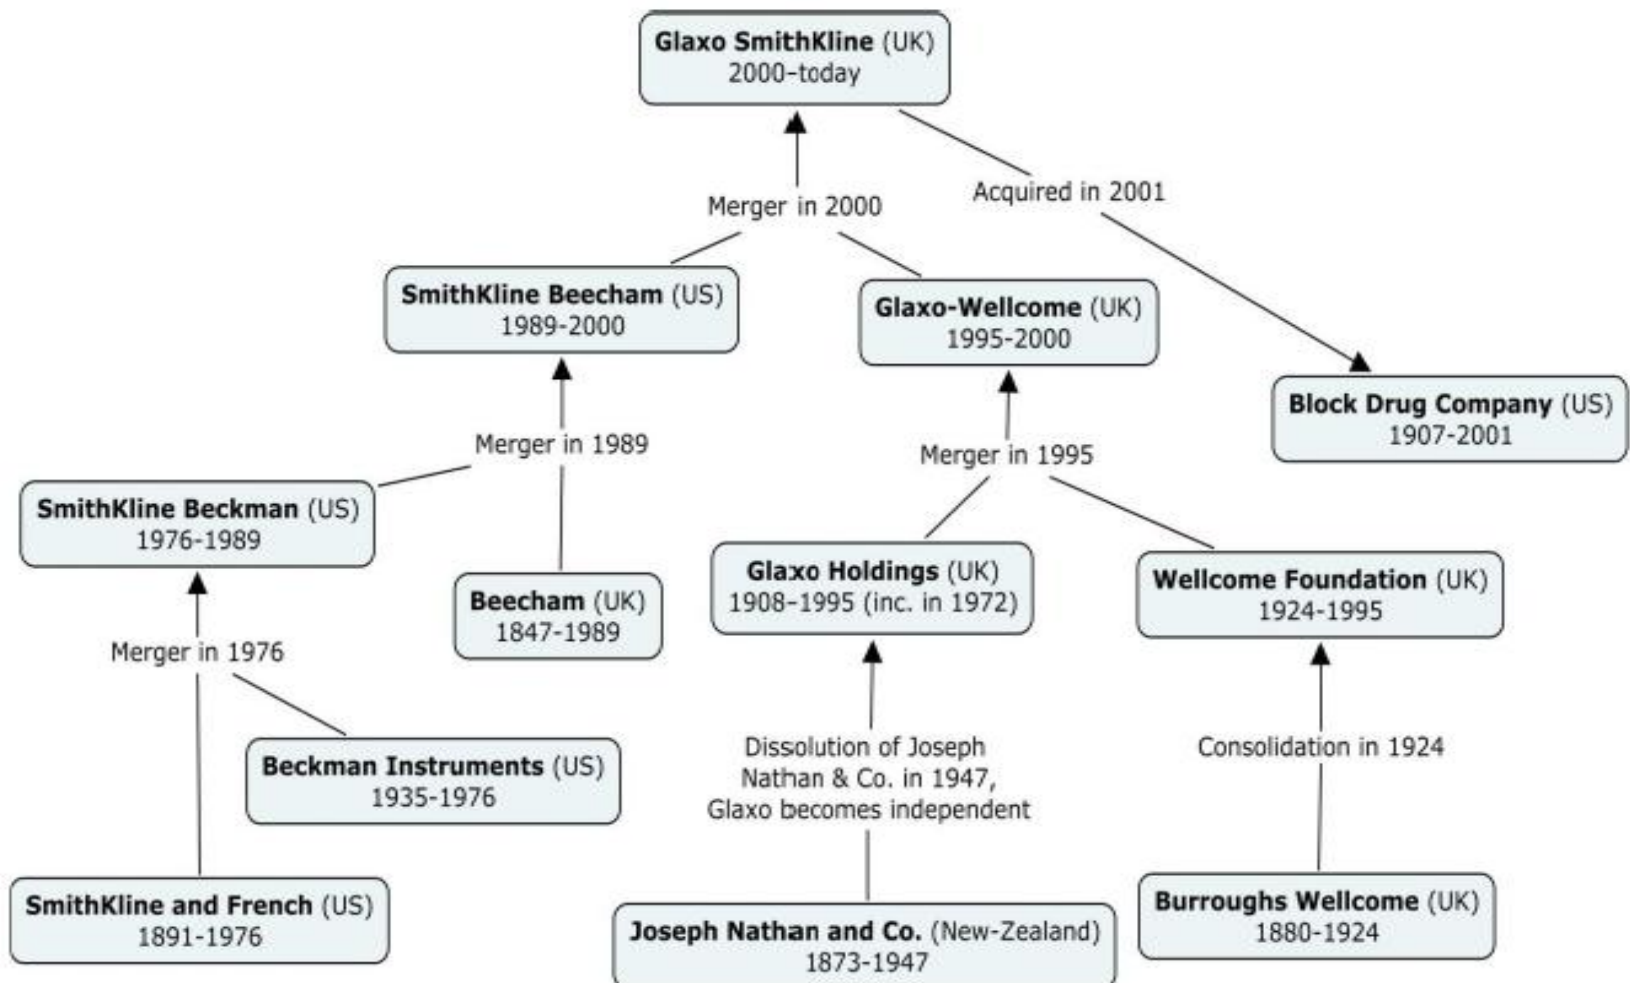 Glaxo SmithKline (UK)
2000–today
Merger in 2000
Acquired in 2001
SmithKline Beecham (US)
1989-2000
Glaxo-Wellcome (UK)
1995-2000
Block Drug Company (US)
1907-2001
Merger in 1989
Merger in 1995
SmithKline Beckman (US)
1976-1989
Beecham (UK)
1847-1989
Glaxo Holdings (UK)
1908–1995 (inc. in 1972)
Wellcome Foundation (UK)
1924-1995
Merger in 1976
Beckman Instruments (US)
1935-1976
Dissolution of Joseph
Nathan & Co. in 1947,
Glaxo becomes independent
Consolidation in 1924
SmithKline and French (US)
1891-1976
Joseph Nathan and Co. (New-Zealand)
1873-1947
Burroughs Wellcome (UK)
1880-1924